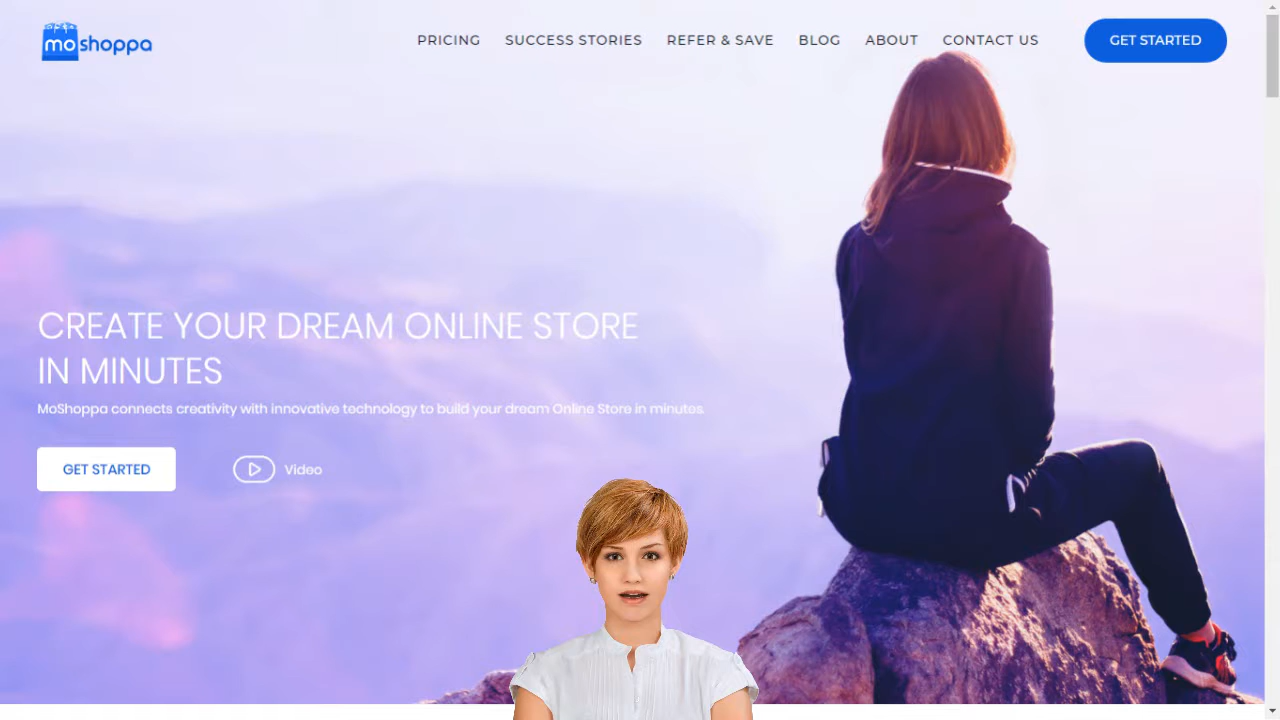 moshoppa
PRICING SUCCESS STORIES REFER & SAVE BLOG ABOUT CONTACT US GET STARTED
CREATE YOUR DREAM ONLINE STORE
IN MINUTES
MoShoppa connects creativity with innovative technology to build your dream Online Store in minutes.
GET STARTED Video